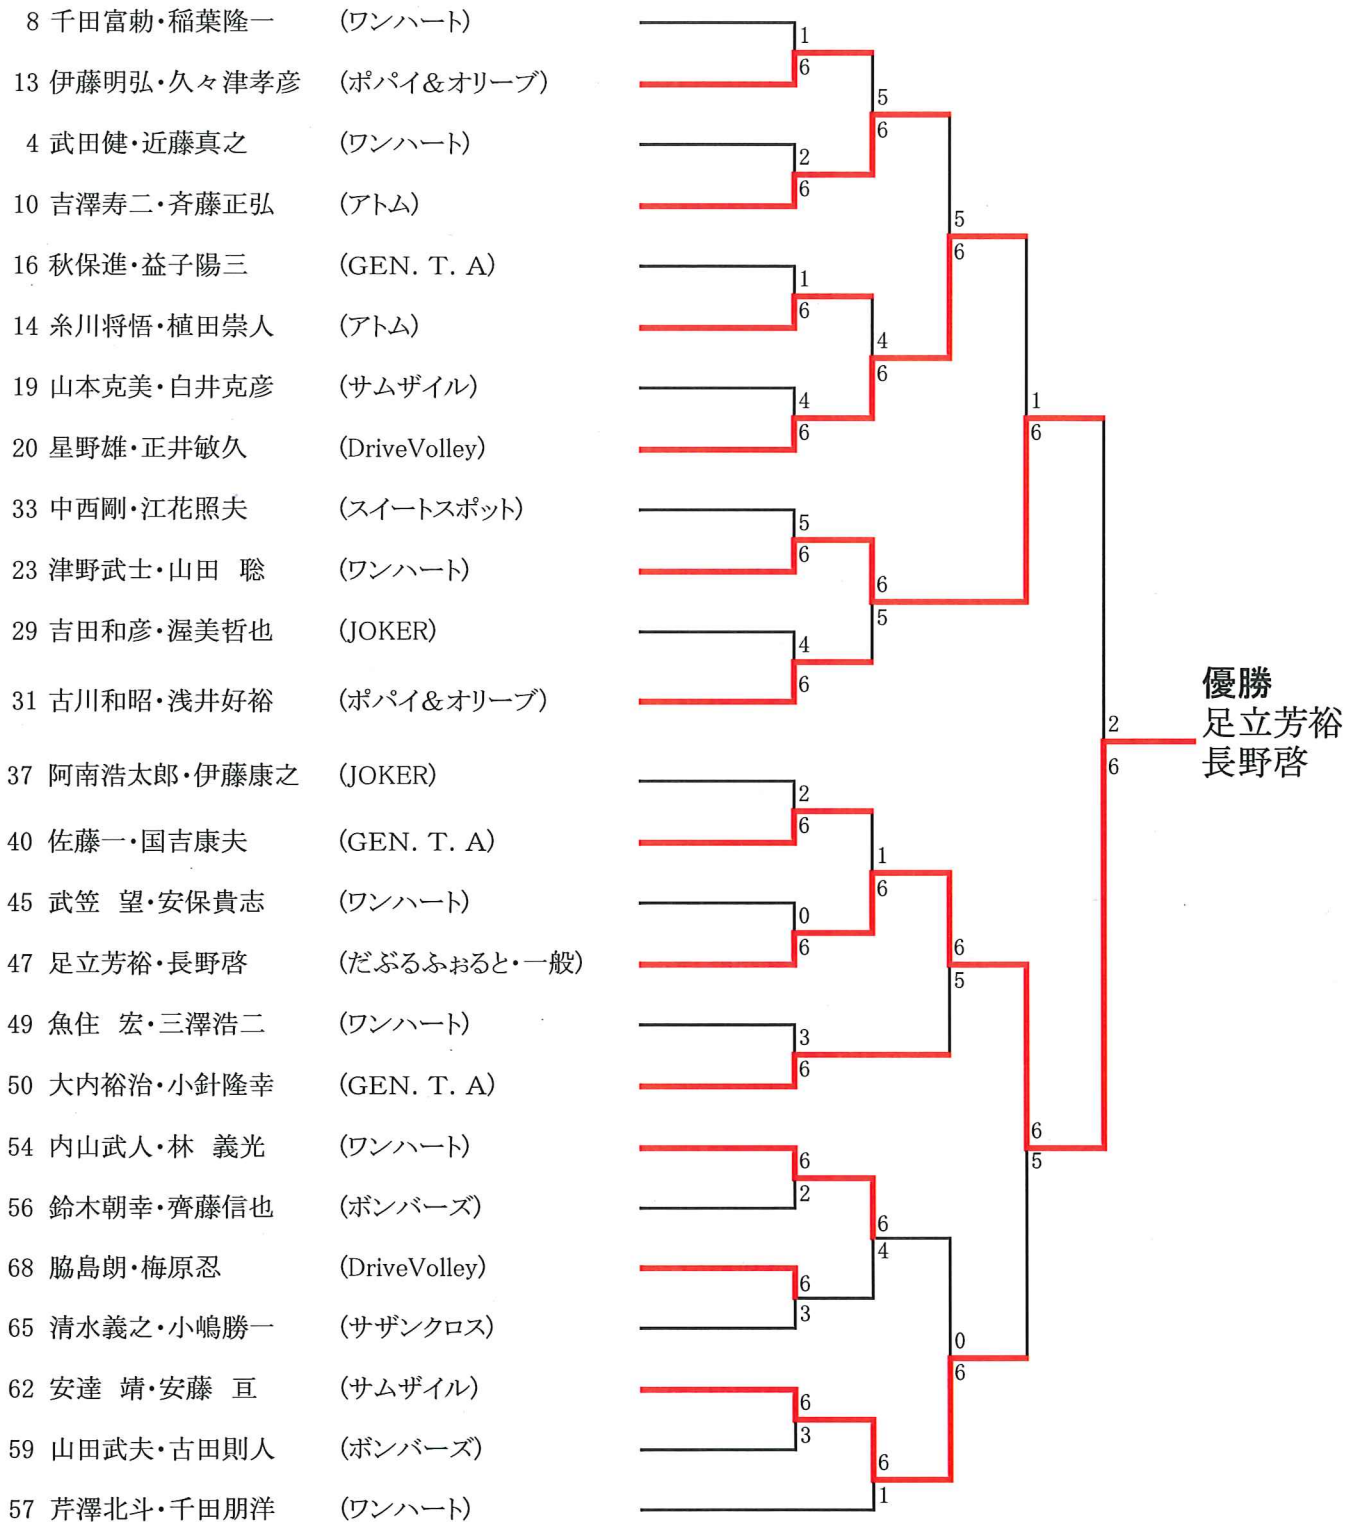 8 千田富勅・稲葉隆一 (ワンハート)
1
13 伊藤明弘・久々津孝彦 (ポパイ&オリーブ)
6
5
6
4 武田健・近藤真之 (ワンハート)
2
10 吉澤寿二・斉藤正弘 (アトム)
6
5
6
16 秋保進・益子陽三 (GEN. T. A)
1
14 糸川将悟・植田崇人 (アトム)
6
4
6
19 山本克美・白井克彦 (サムザイル)
4
20 星野雄・正井敏久 (DriveVolley)
6
1
6
33 中西剛・江花照夫 (スイートスポット)
5
23 津野武士・山田 聡 (ワンハート)
6
6
5
29 吉田和彦・渥美哲也 (JOKER)
4
31 古川和昭・浅井好裕 (ポパイ&オリーブ)
6
2
6
優勝
足立芳裕
長野啓
37 阿南浩太郎・伊藤康之 (JOKER)
2
40 佐藤一・国吉康夫 (GEN. T. A)
6
1
6
45 武笠 望・安保貴志 (ワンハート)
0
47 足立芳裕・長野啓 (だぶるふぉると・一般)
6
6
5
49 魚住 宏・三澤浩二 (ワンハート)
3
50 大内裕治・小針隆幸 (GEN. T. A)
6
6
5
54 内山武人・林 義光 (ワンハート)
6
56 鈴木朝幸・齊藤信也 (ボンバーズ)
2
6
4
68 脇島朗・梅原忍 (DriveVolley)
6
65 清水義之・小嶋勝一 (サザンクロス)
3
0
6
62 安達 靖・安藤 亘 (サムザイル)
6
59 山田武夫・古田則人 (ボンバーズ)
3
6
1
57 芹澤北斗・千田朋洋 (ワンハート)